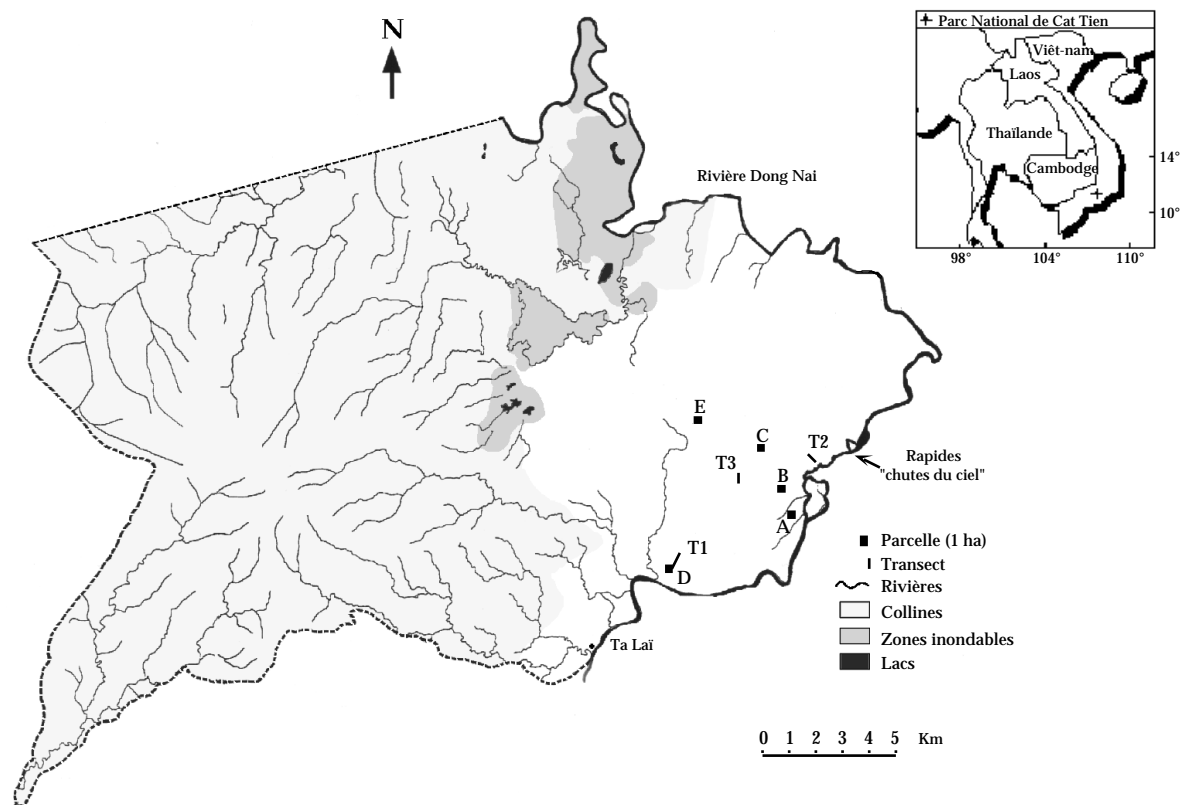 N
Parc National de Cat Tien
Viêt-nam
Laos
Thaïlande
Cambodge
14°
10°
98°
104°
110°
Rivière Dong Nai
E
C
T2
T3
B
A
Rapides
"chutes du ciel"
T1
D
Ta Laï
Parcelle (1 ha)
Transect
Rivières
Collines
Zones inondables
Lacs
0 1 2 3 4 5 Km